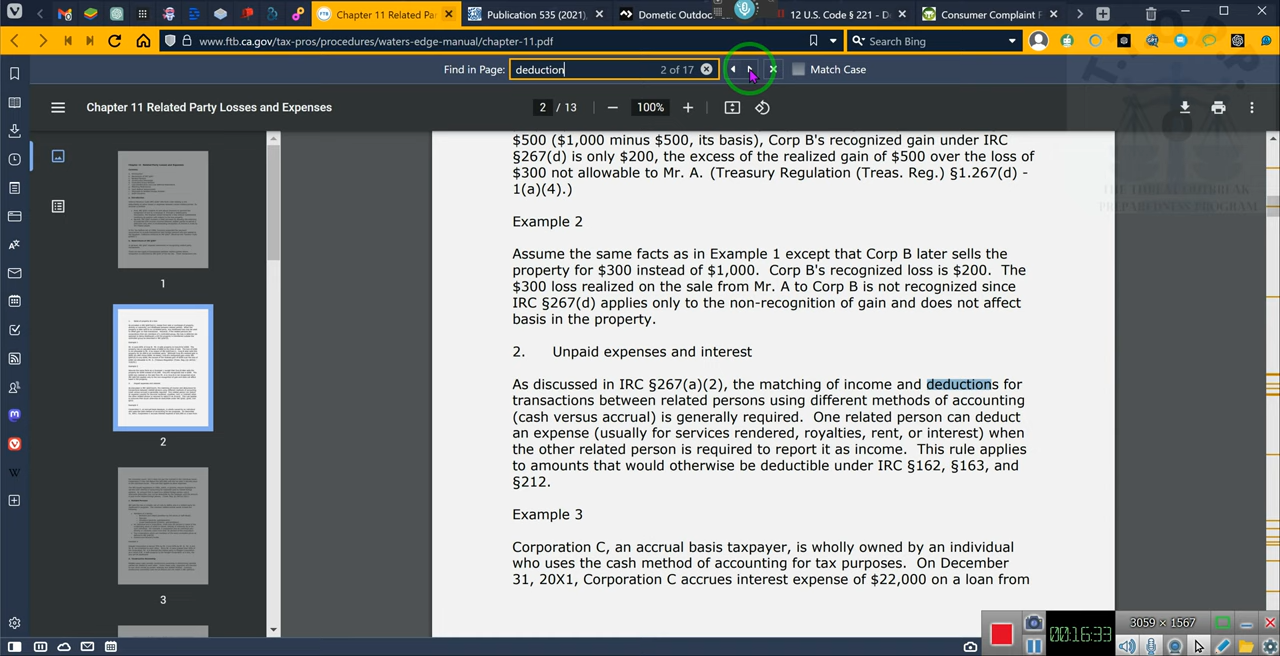 Chapter 11 Related Par
Publication 535 (2021)
Dometic Outdoo
12 U.S. Code § 221 - De
Consumer Complaint F
www.ftb.ca.gov/tax-pros/procedures/waters-edge-manual/chapter-11.pdf
Search Bing
Find in Page:
deduction
2 of 17
Match Case
Chapter 11 Related Party Losses and Expenses
2 / 13
100%
$500 ($1,000 minus $500, its basis), Corp B's recognized gain under IRC
§267(d) is only $200, the excess of the realized gain of $500 over the loss of
$300 not allowable to Mr. A. (Treasury Regulation (Treas. Reg.) §1.267(d) -
1(a)(4).)
Example 2
Assume the same facts as in Example 1 except that Corp B later sells the
property for $300 instead of $1,000. Corp B's recognized loss is $200. The
$300 loss realized on the sale from Mr. A to Corp B is not recognized since
IRC §267(d) applies only to the non-recognition of gain and does not affect
basis in the property.
2. Unpaid expenses and interest
As discussed in IRC §267(a)(2), the matching of income and deductions for
transactions between related persons using different methods of accounting
(cash versus accrual) is generally required. One related person can deduct
an expense (usually for services rendered, royalties, rent, or interest) when
the other related person is required to report it as income. This rule applies
to amounts that would otherwise be deductible under IRC §162, §163, and
§212.
Example 3
Corporation C, an accrual basis taxpayer, is wholly owned by an individual
who uses the cash method of accounting for tax purposes. On December
31, 20X1, Corporation C accrues interest expense of $22,000 on a loan from
1
2
3
THE THREAT OUTBREAK
PREPAREDNESS PROGRAM
3059 × 1567
00:16:33